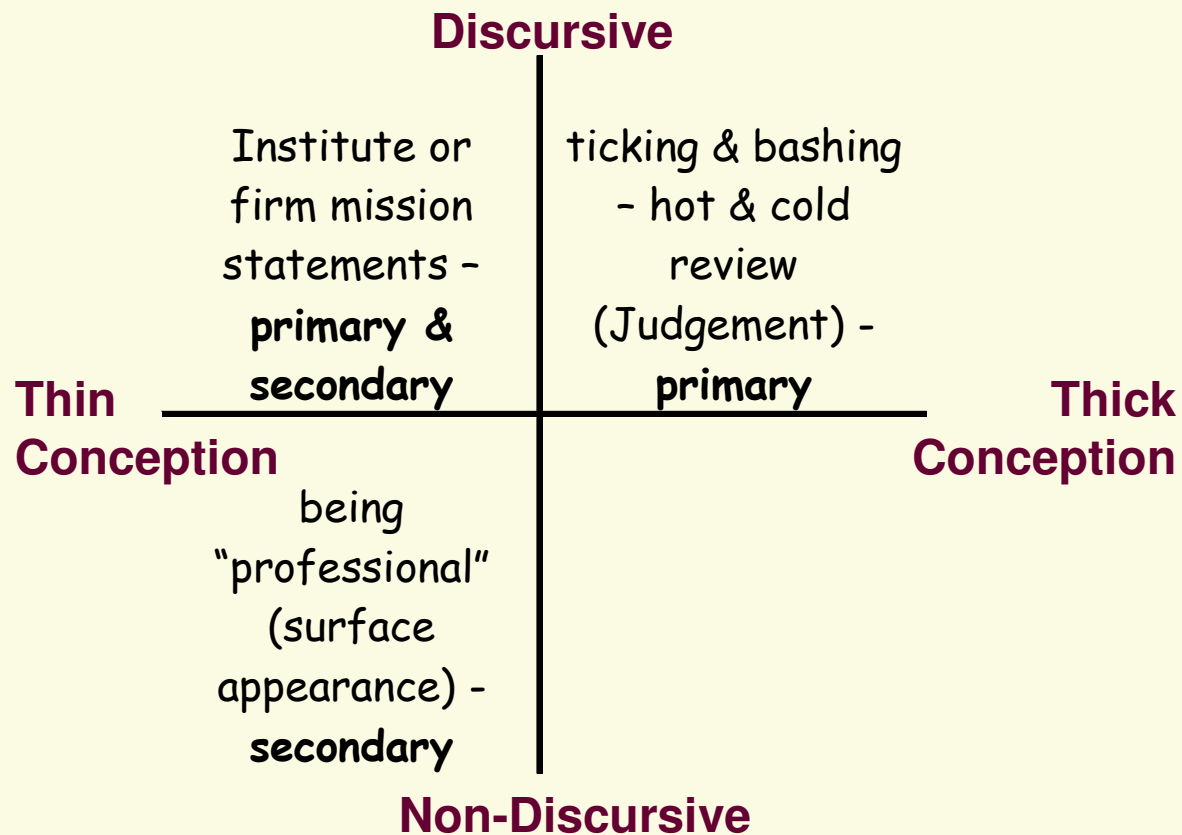 Discursive
Institute or
firm mission
statements –
primary &
secondary
ticking & bashing
– hot & cold
review
(Judgement) -
primary
Thin
Conception
Thick
Conception
being
“professional”
(surface
appearance) -
secondary
Non-Discursive